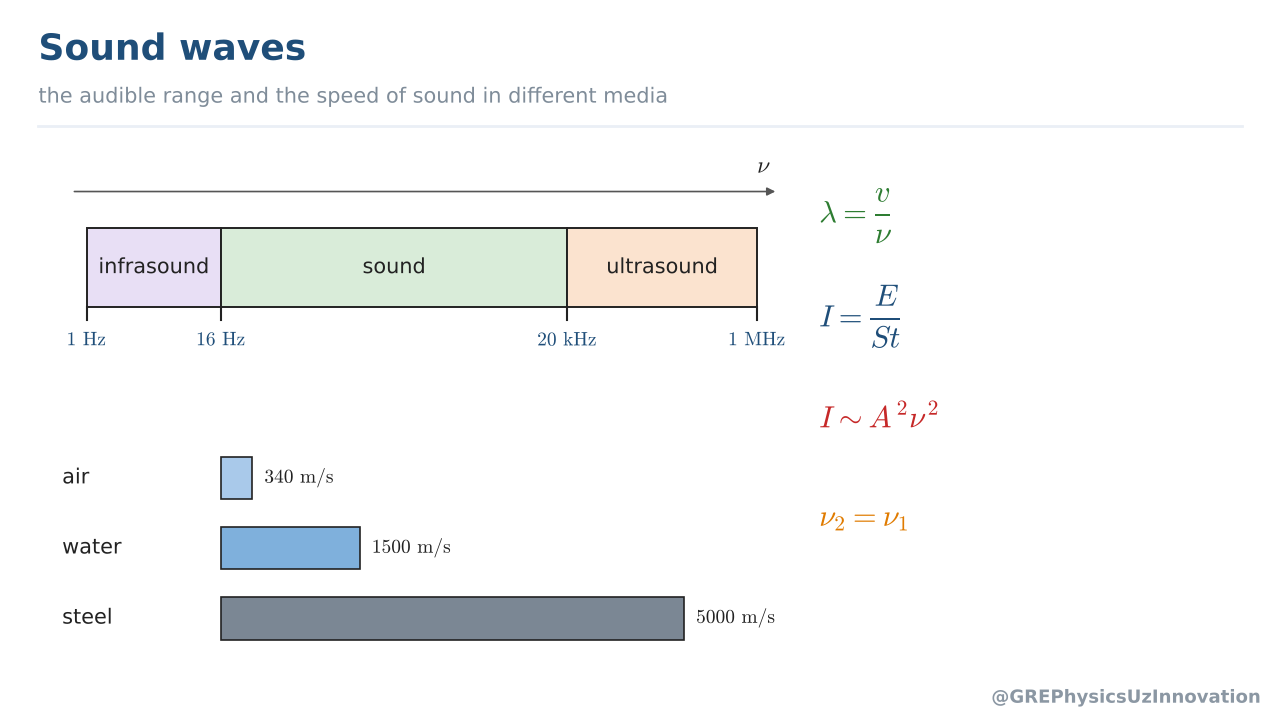 Sound waves
the audible range and the speed of sound in different media
ν
infrasound sound ultrasound
1 Hz 16 Hz 20 kHz 1 MHz
λ = v/ν
I = E/St
I ∼ A²ν²
ν₂ = ν₁
air 340 m/s
water 1500 m/s
steel 5000 m/s
@GREPhysicsUzInnovation